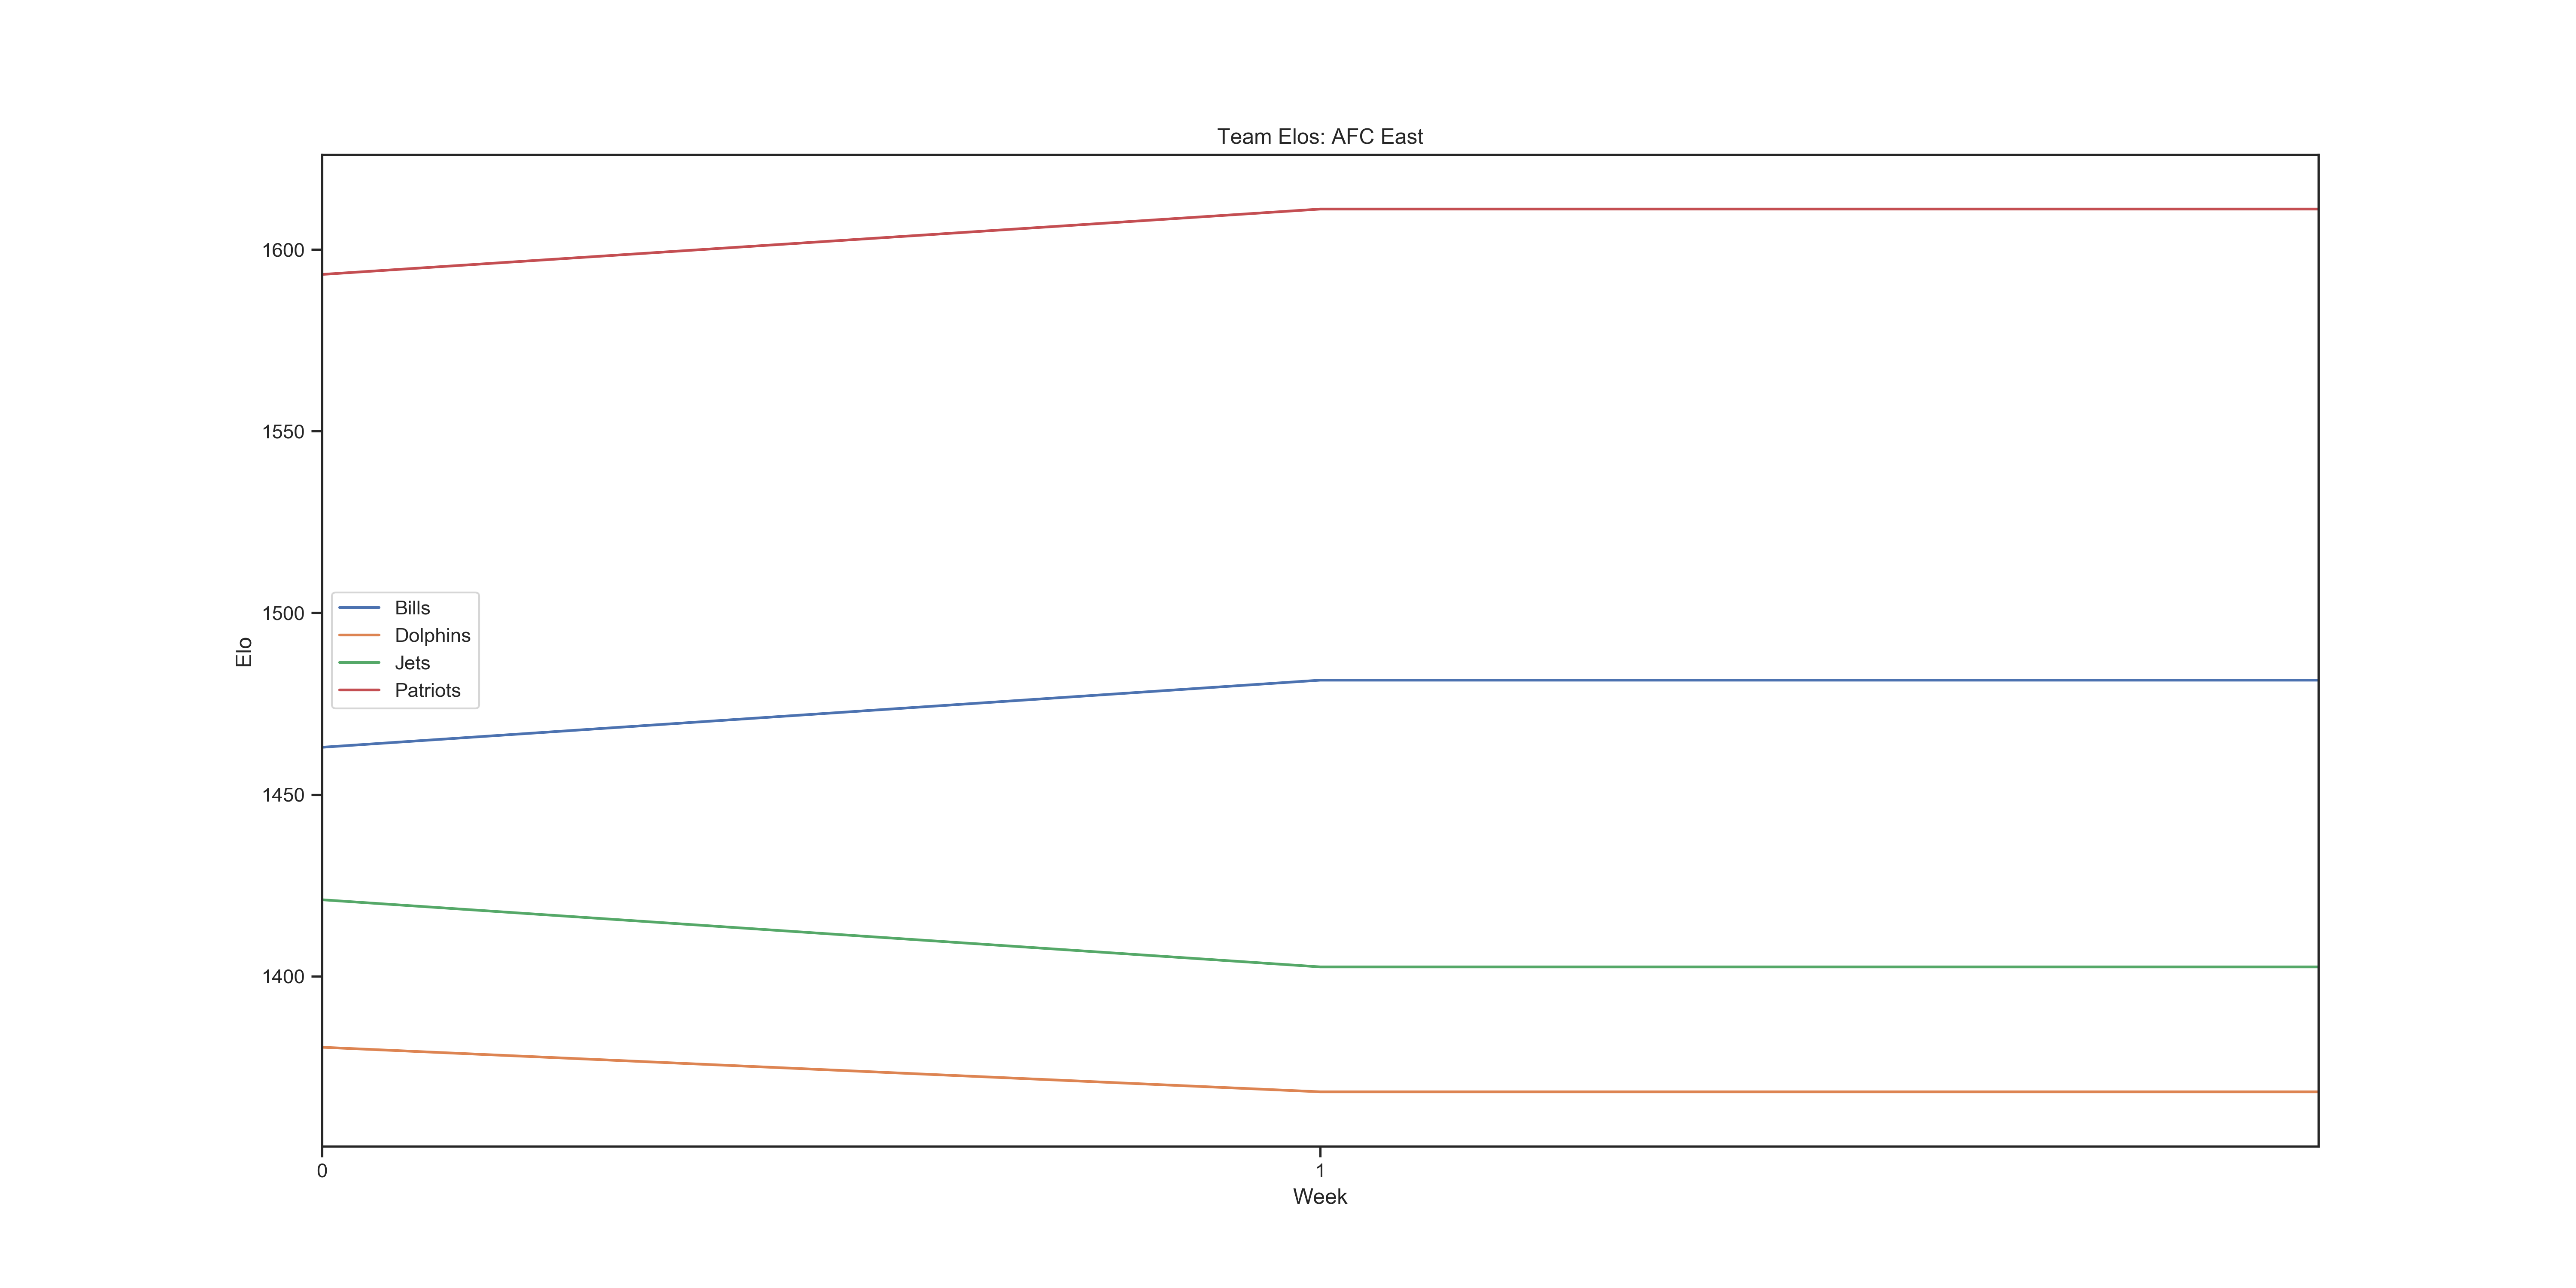 Team Elos: AFC East
1600
1550
1500
1450
1400
Elo
Bills
Dolphins
Jets
Patriots
0
1
Week